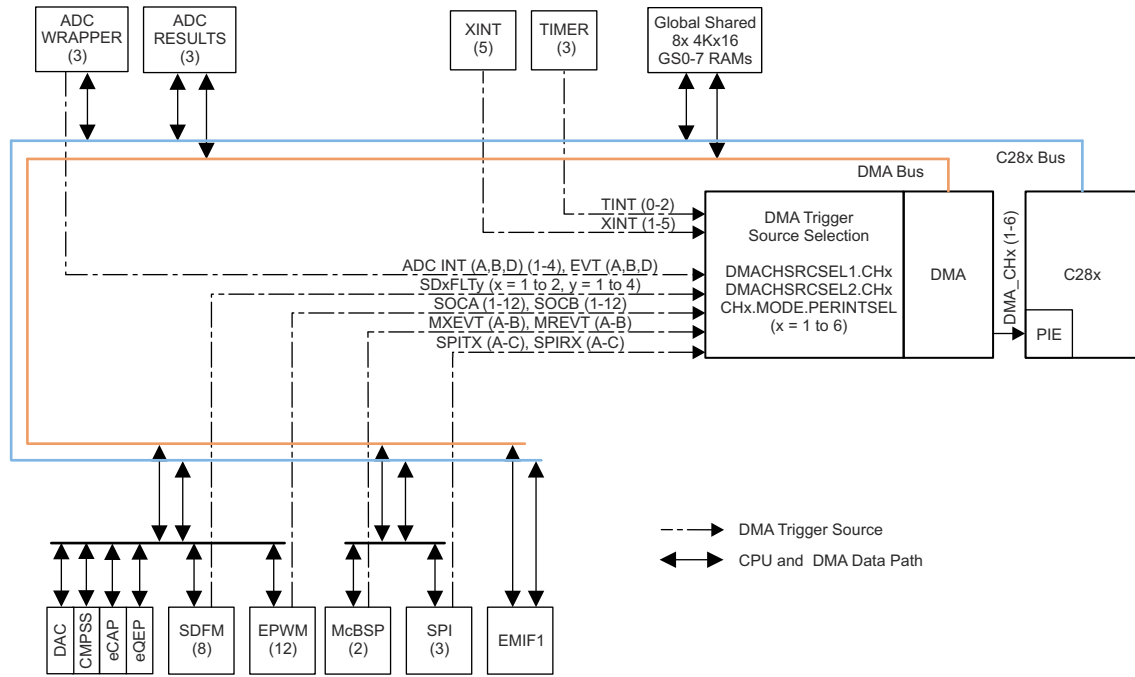 ADC
WRAPPER
(3)
ADC
RESULTS
(3)
XINT
(5)
TIMER
(3)
Global Shared
8x 4Kx16
GS0-7 RAMs
C28x Bus
DMA Bus
TINT (0-2)
XINT (1-5)
ADC INT (A,B,D) (1-4), EVT (A,B,D)
SDxFLTy (x = 1 to 2, y = 1 to 4)
SOCA (1-12), SOCB (1-12)
MXEVT (A-B), MREVT (A-B)
SPITX (A-C), SPIRX (A-C)
DMA Trigger
Source Selection
DMACHSRCSEL1.CHx
DMACHSRCSEL2.CHx
CHx.MODE.PERINTSEL
(x = 1 to 6)
DMA
DMA_CHx (1-6)
C28x
PIE
DMA Trigger Source
CPU and DMA Data Path
DAC
CMPSS
eCAP
eQEP
SDFM
(8)
EPWM
(12)
McBSP
(2)
SPI
(3)
EMIF1